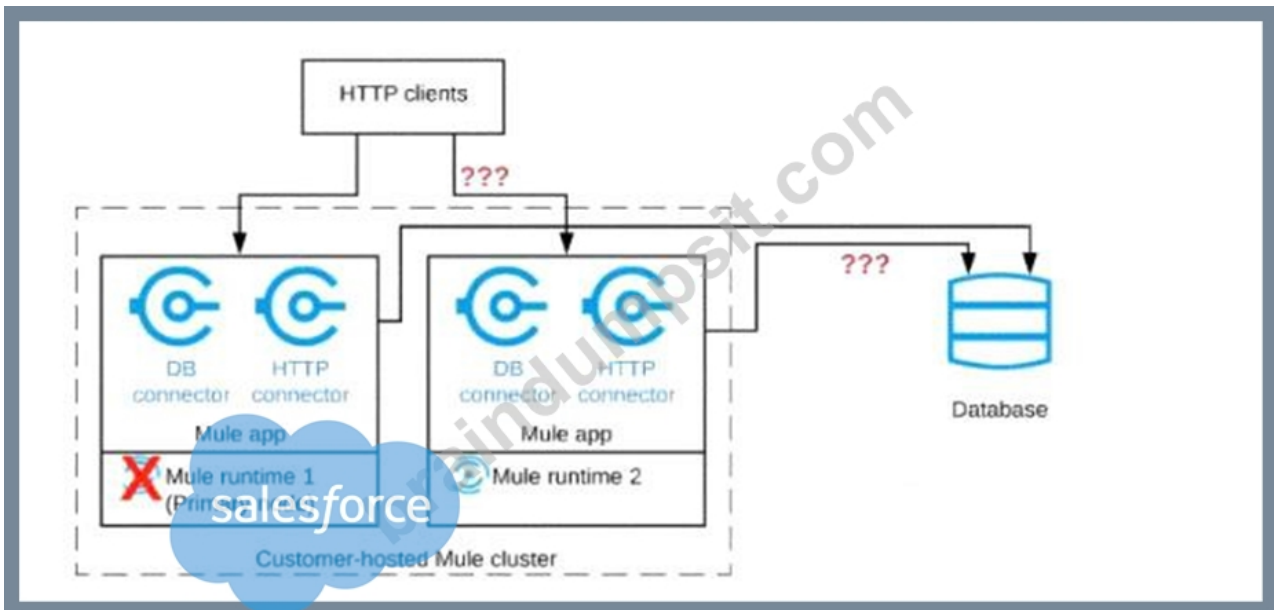 HTTP clients
???
???
DB
connector
HTTP
connector
DB
connector
HTTP
connector
Database
Mule app
Mule app
Mule runtime 1
Mule runtime 2
salesforce
Customer-hosted Mule cluster
braindumpsit.com